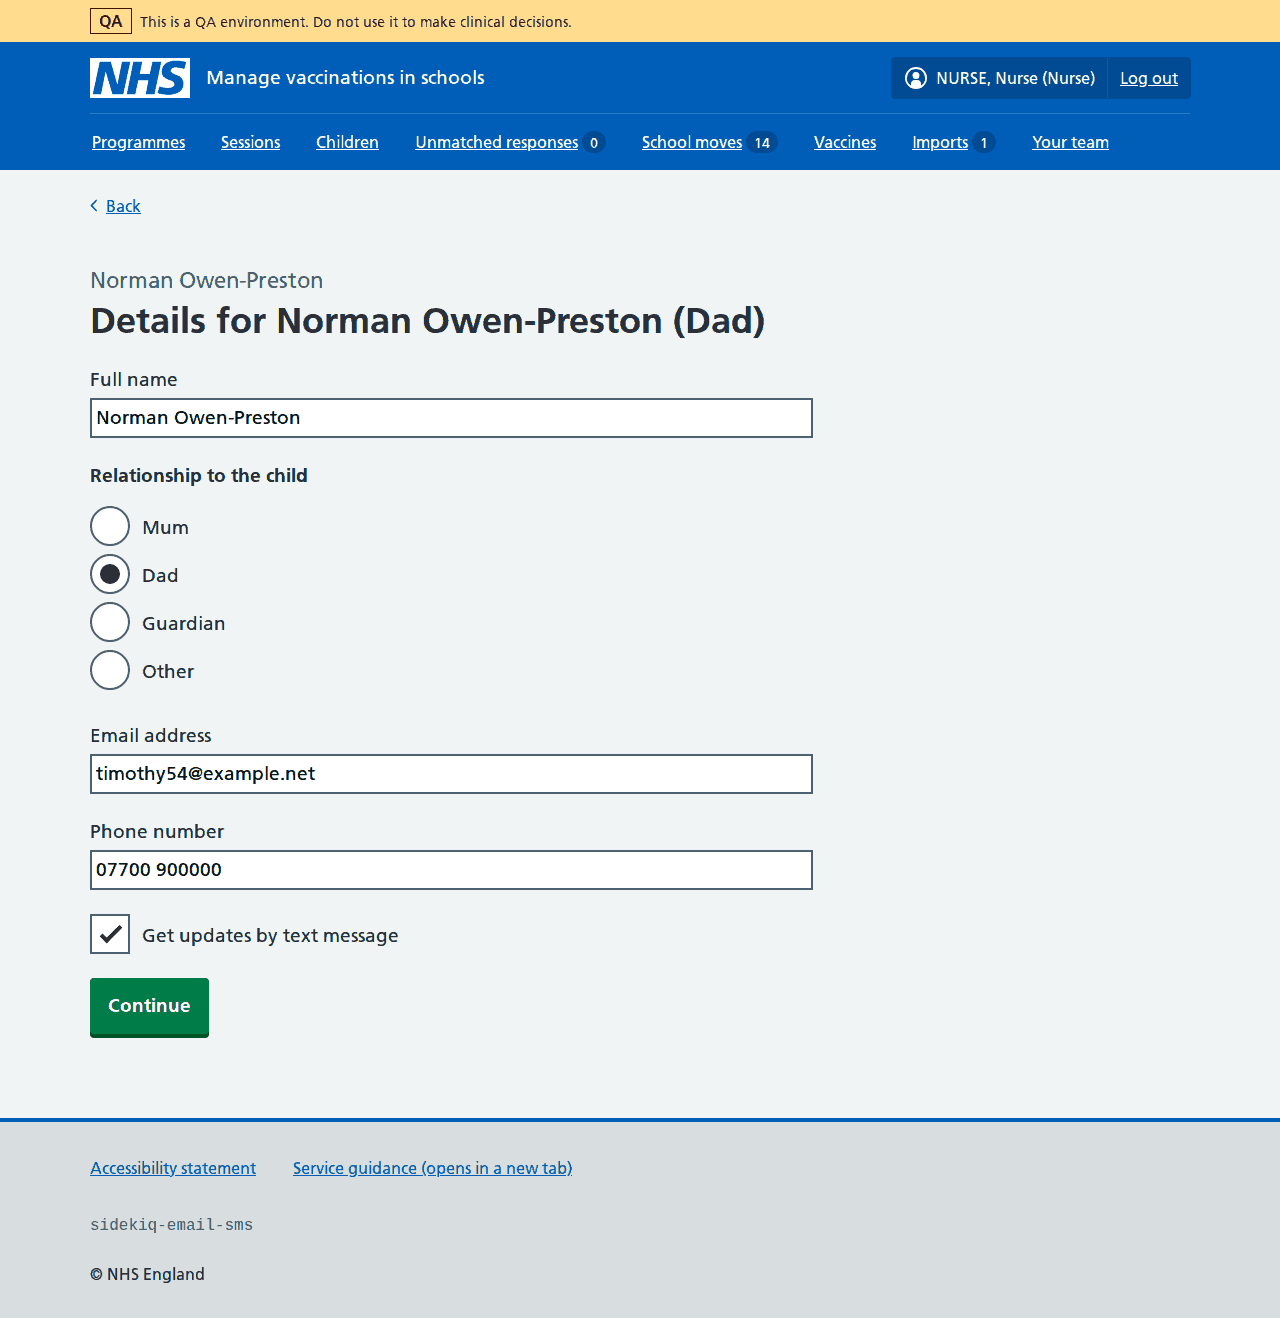 QA This is a QA environment. Do not use it to make clinical decisions.
NHS Manage vaccinations in schools NURSE, Nurse (Nurse) Log out
Programmes Sessions Children Unmatched responses 0 School moves 14 Vaccines Imports 1 Your team
Back
Norman Owen-Preston
Details for Norman Owen-Preston (Dad)
Full name
Norman Owen-Preston
Relationship to the child
Mum
Dad
Guardian
Other
Email address
timothy54@example.net
Phone number
07700 900000
Get updates by text message
Continue
Accessibility statement Service guidance (opens in a new tab)
sidekiq-email-sms
© NHS England